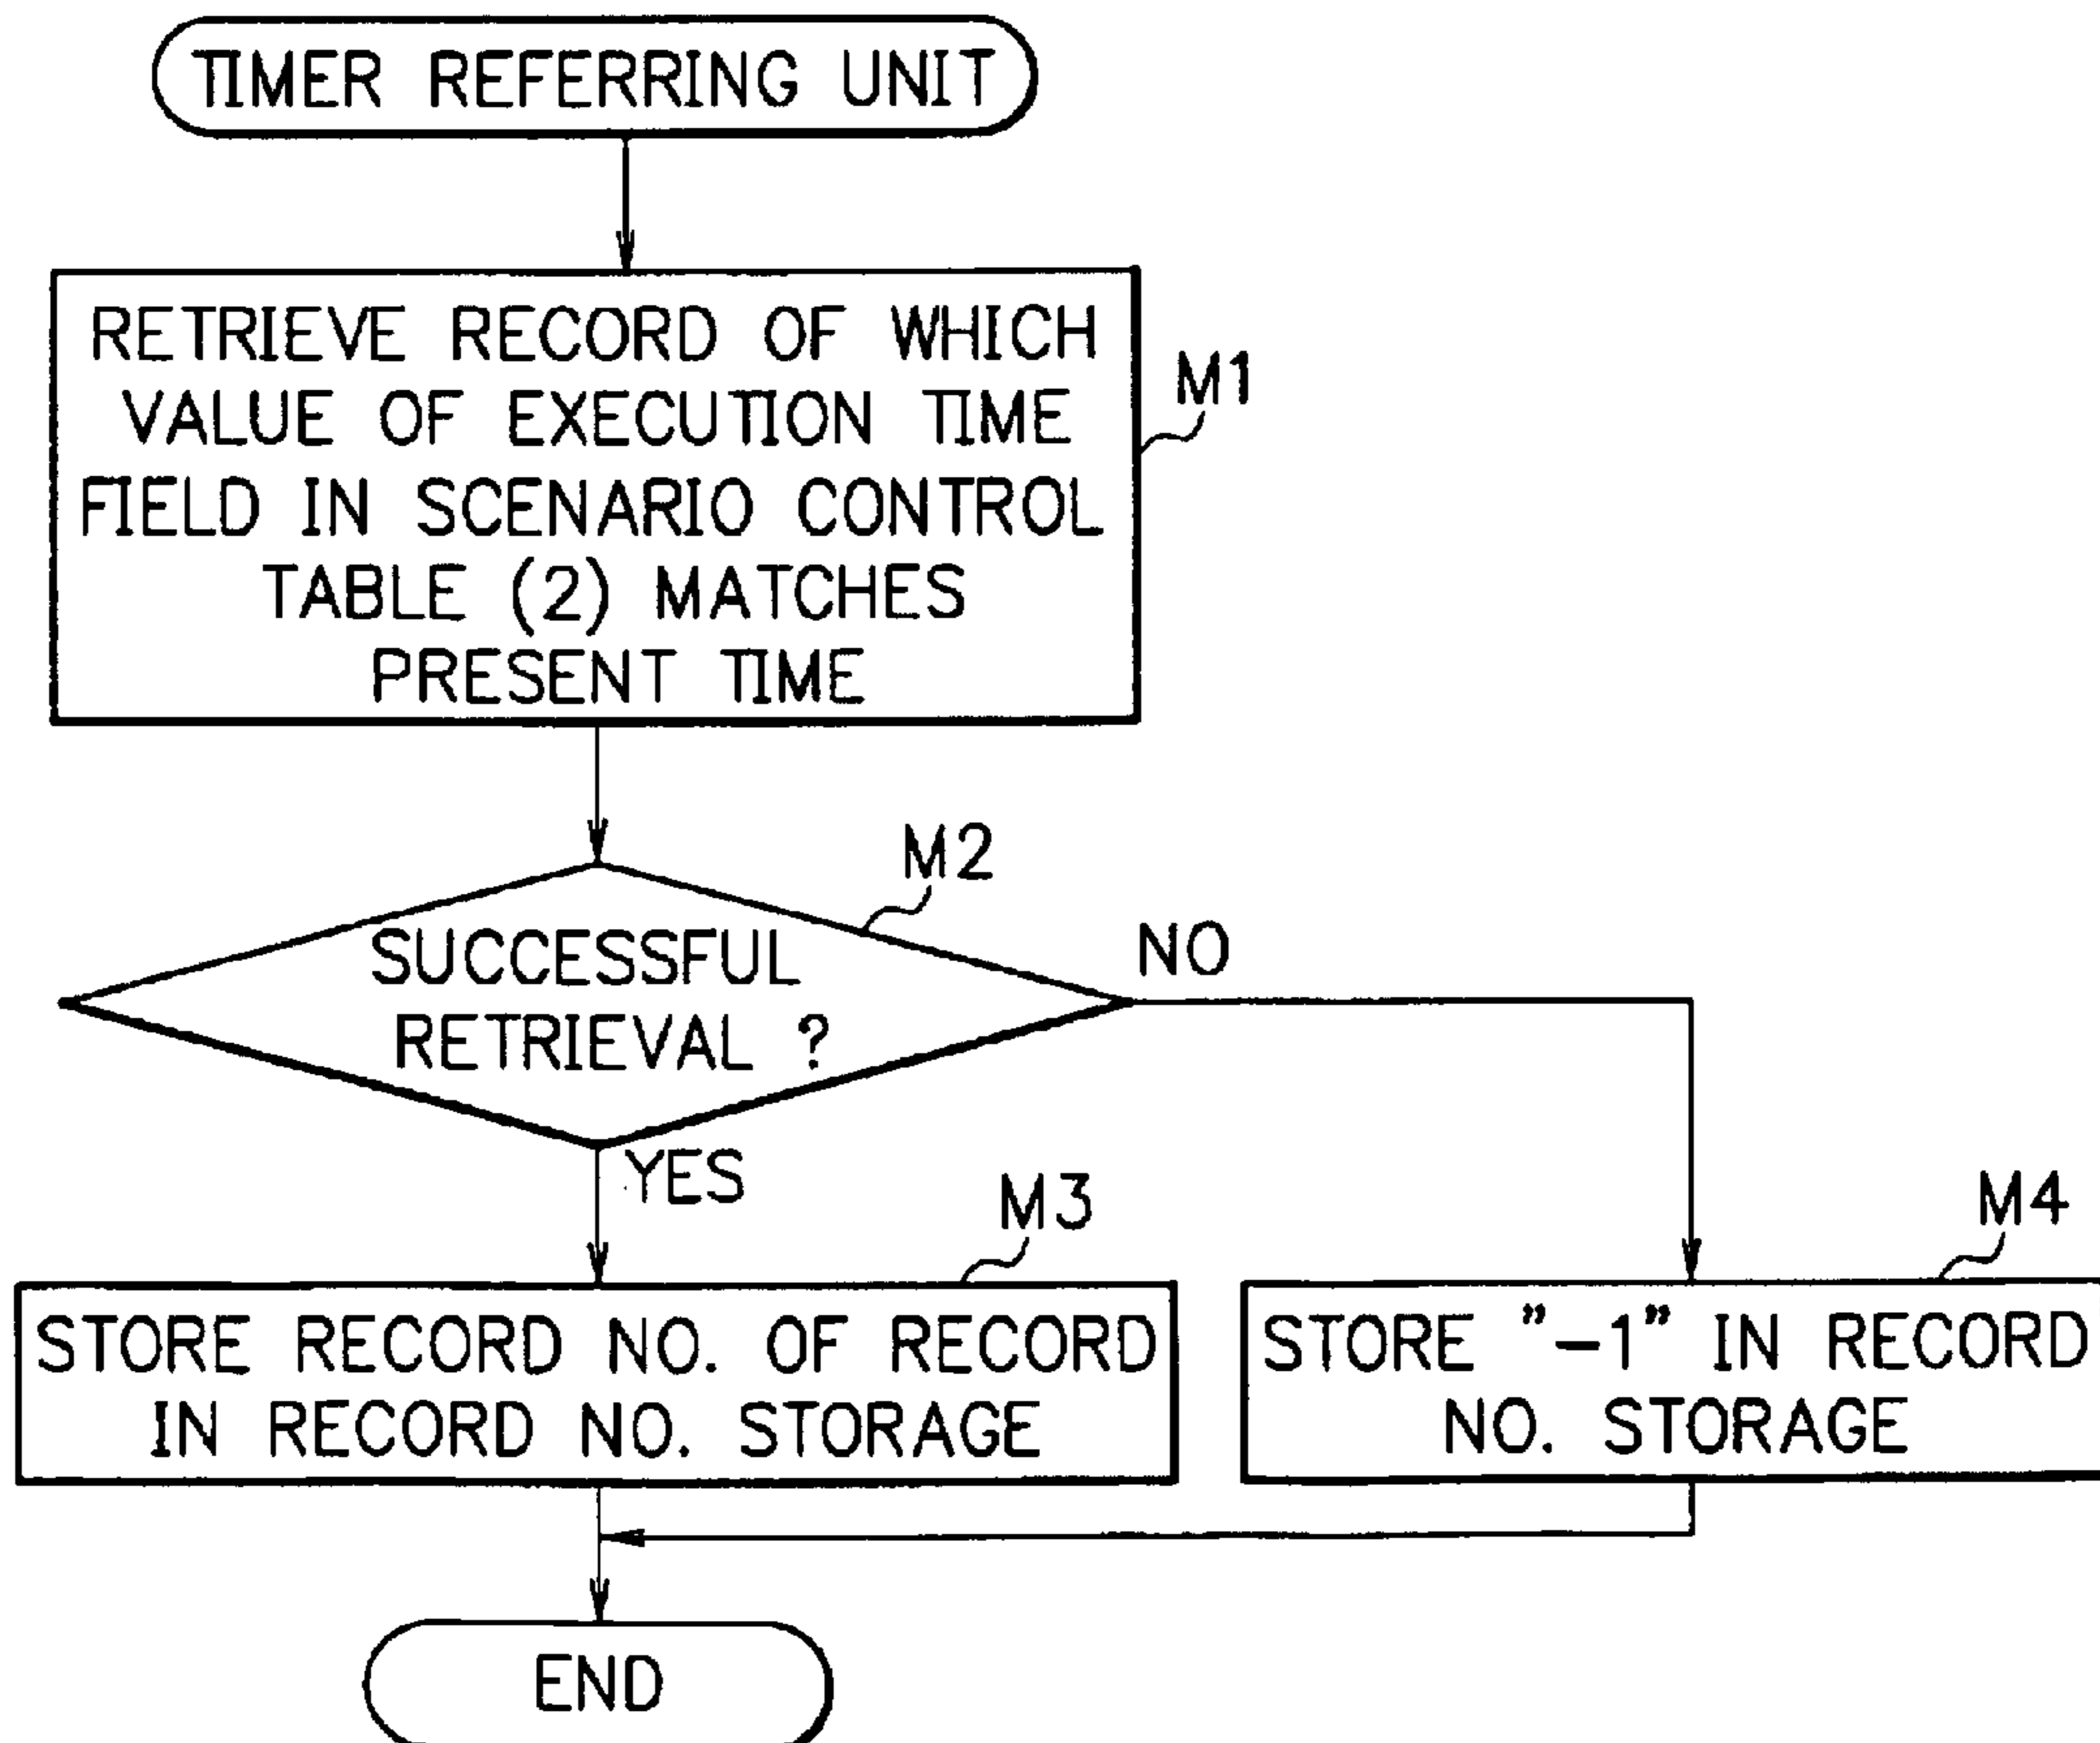 TIMER REFERRING UNIT
RETRIEVE RECORD OF WHICH
VALUE OF EXECUTION TIME
FIELD IN SCENARIO CONTROL
TABLE (2) MATCHES
PRESENT TIME
M1
M2
SUCCESSFUL
RETRIEVAL ?
NO
YES
M3
STORE RECORD NO. OF RECORD
IN RECORD NO. STORAGE
M4
STORE "-1" IN RECORD
NO. STORAGE
END